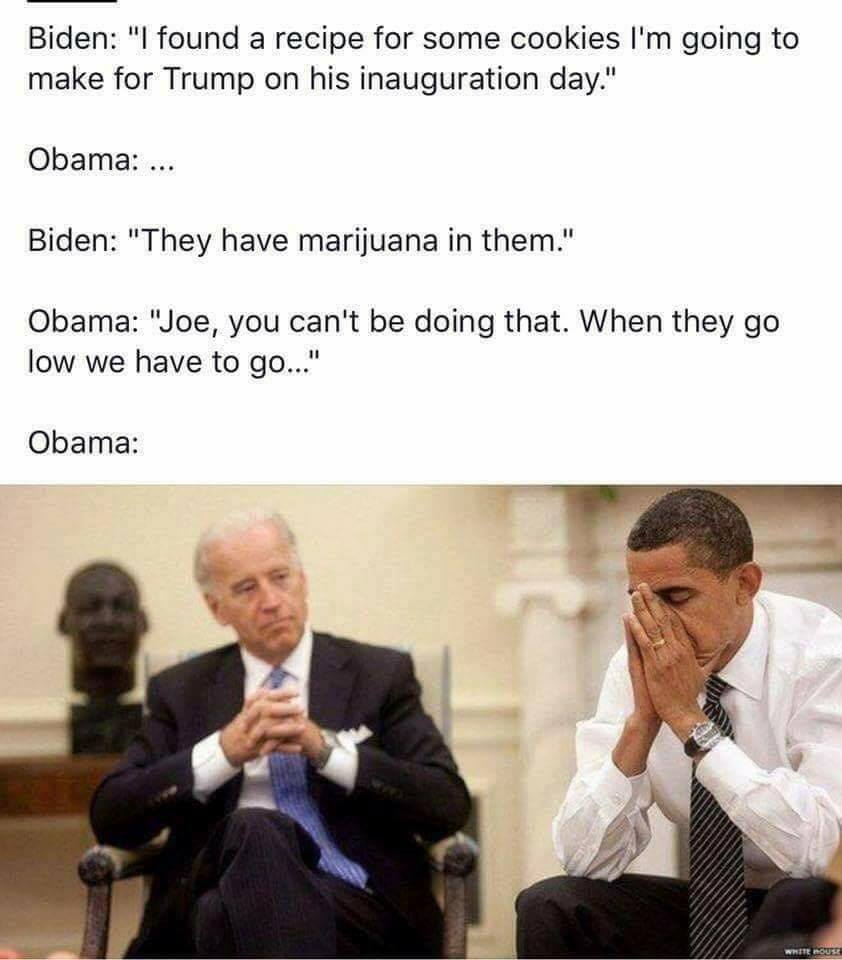 Biden: "I found a recipe for some cookies I'm going to
make for Trump on his inauguration day."
Obama: ...
Biden: "They have marijuana in them."
Obama: "Joe, you can't be doing that. When they go
low we have to go..."
Obama:
WHITE HOUSE